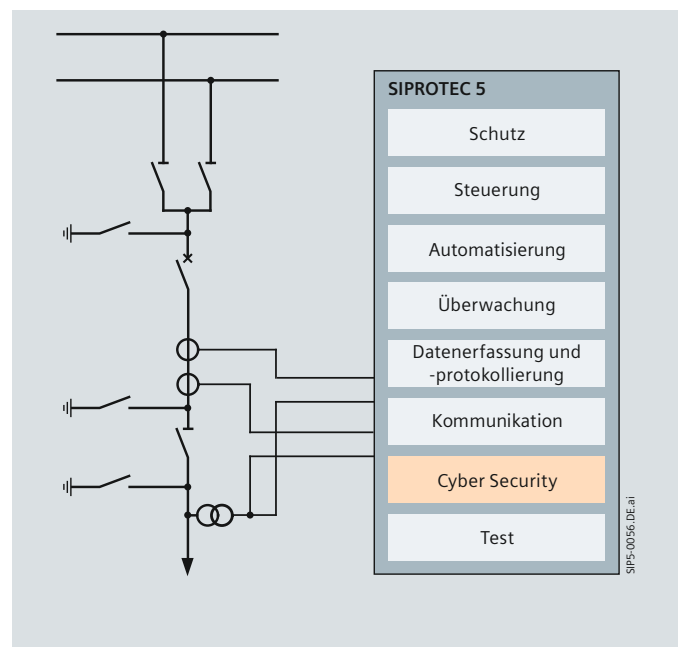 SIPROTEC 5
Schutz
Steuerung
Automatisierung
Überwachung
Datenerfassung und
-protokollierung
Kommunikation
Cyber Security
Test
SIP5-0056.DE.ai